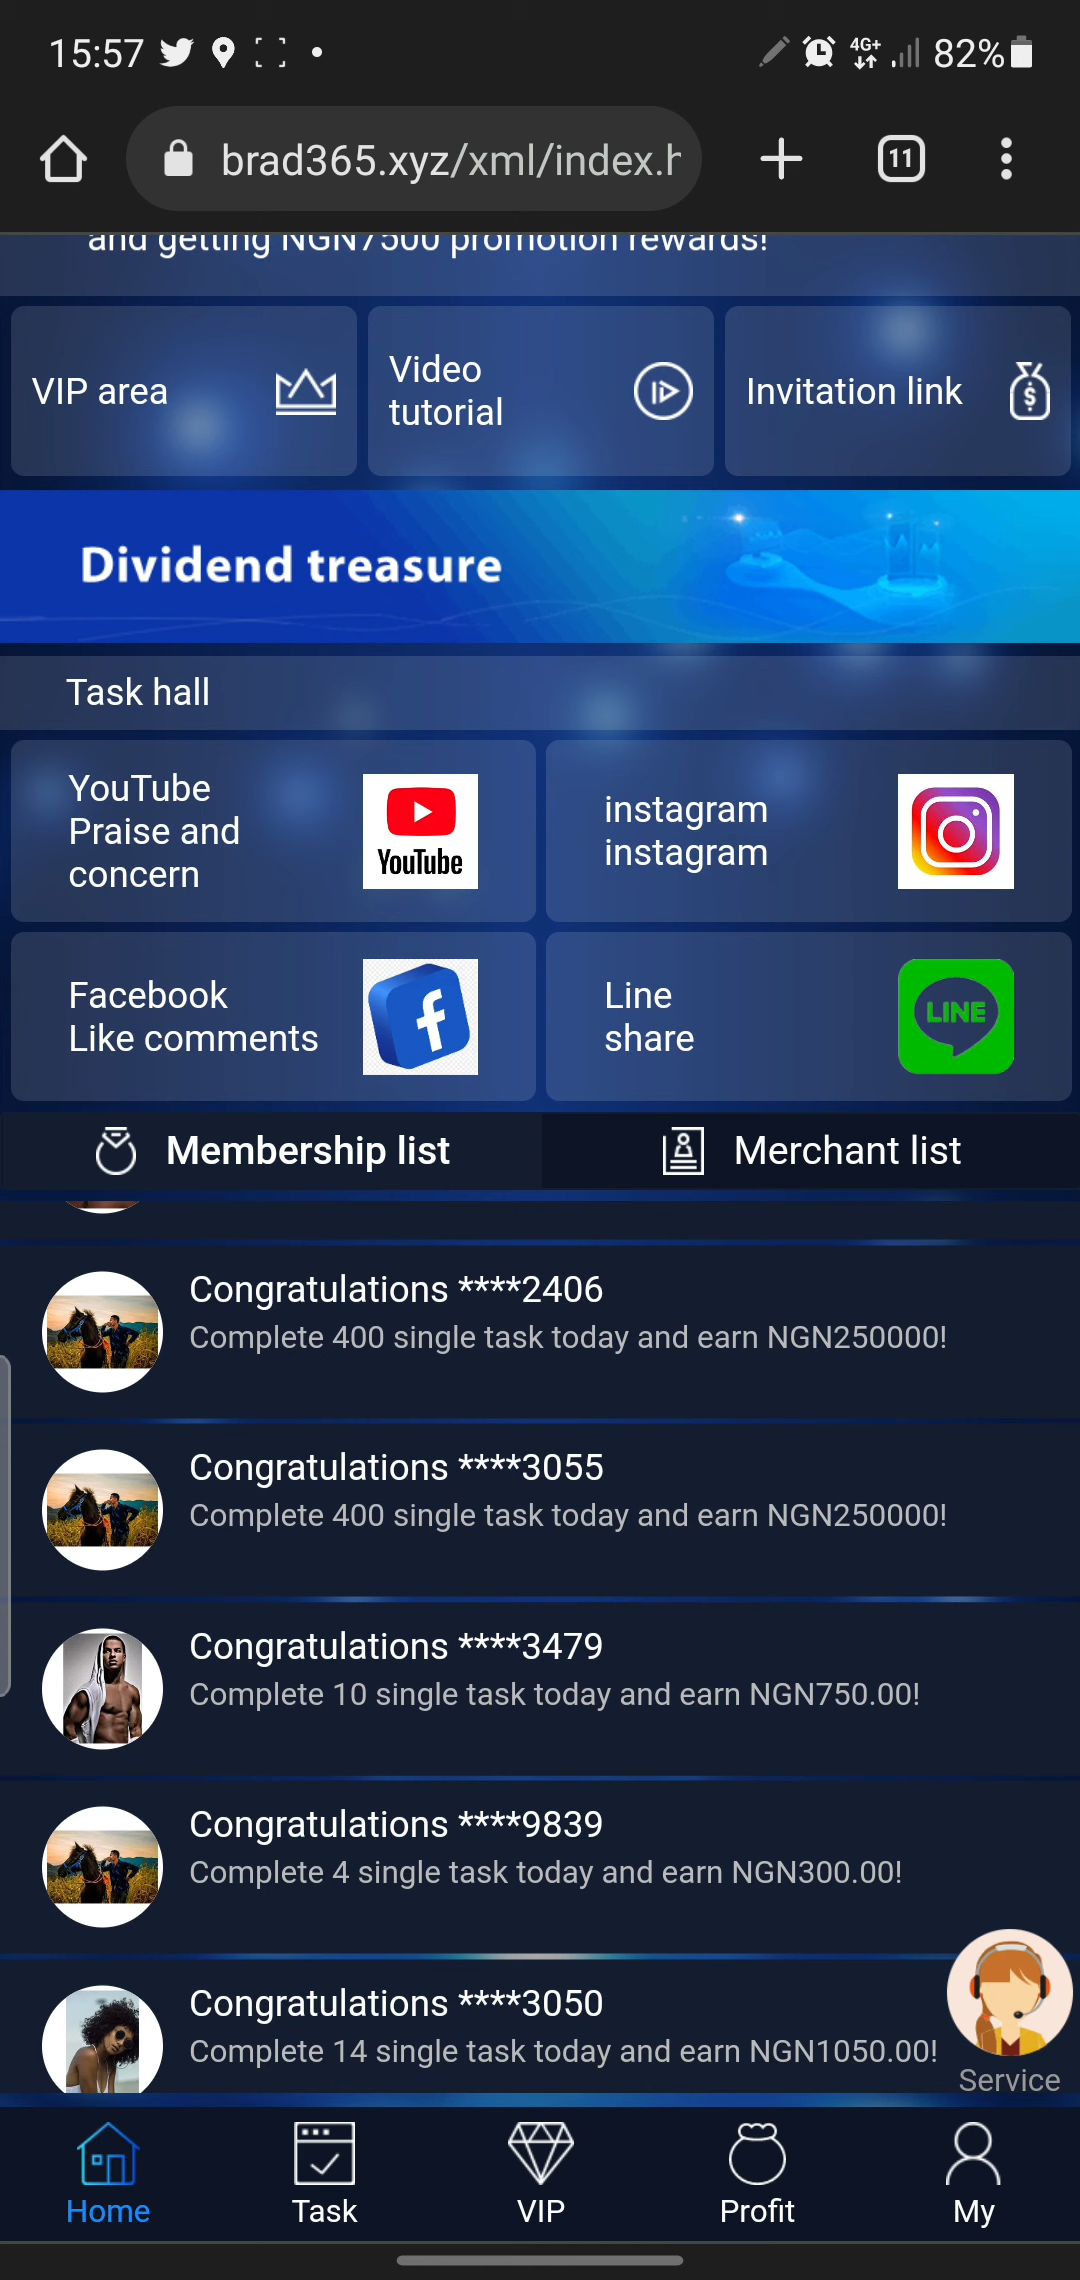 15:57
4G+
82%
brad365.xyz/xml/index.h
11
and getting NGN7500 promotion rewards!
VIP area
Video
tutorial
Invitation link
Dividend treasure
Task hall
YouTube
Praise and
concern
YouTube
instagram
instagram
Facebook
Like comments
Line
share
LINE
Membership list
Merchant list
Congratulations ****2406
Complete 400 single task today and earn NGN250000!
Congratulations ****3055
Complete 400 single task today and earn NGN250000!
Congratulations ****3479
Complete 10 single task today and earn NGN750.00!
Congratulations ****9839
Complete 4 single task today and earn NGN300.00!
Congratulations ****3050
Complete 14 single task today and earn NGN1050.00!
Service
Home
Task
VIP
Profit
My